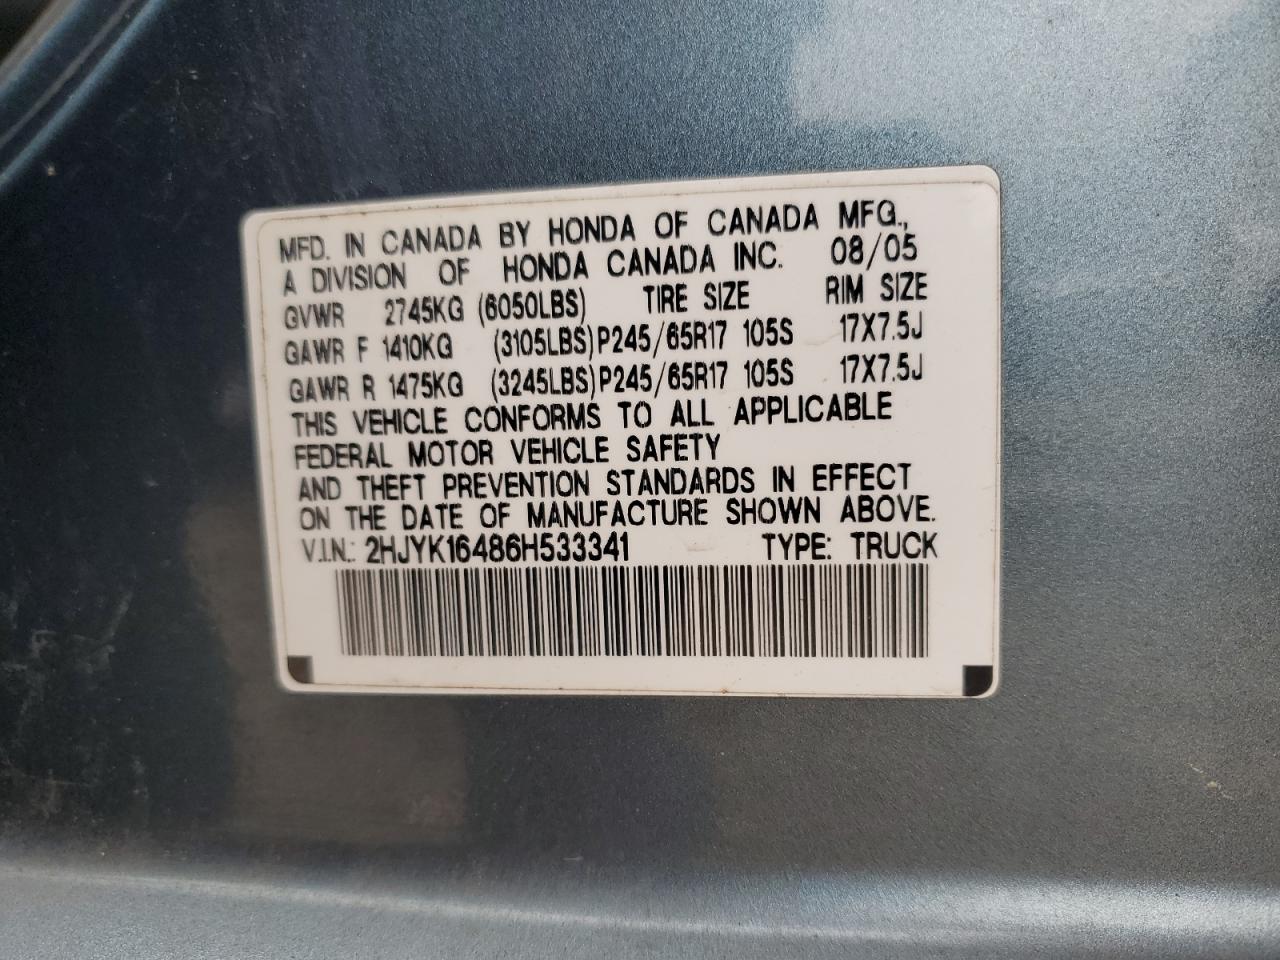 MFD. IN CANADA BY HONDA OF CANADA MFG.,
A DIVISION OF HONDA CANADA INC. 08/05
GVWR 2745KG (6050LBS) TIRE SIZE RIM SIZE
GAWR F 1410KG (3105LBS) P245/65R17 105S 17X7.5J
GAWR R 1475KG (3245LBS) P245/65R17 105S 17X7.5J
THIS VEHICLE CONFORMS TO ALL APPLICABLE
FEDERAL MOTOR VEHICLE SAFETY
AND THEFT PREVENTION STANDARDS IN EFFECT
ON THE DATE OF MANUFACTURE SHOWN ABOVE.
V.I.N.: 2HJYK16486H533341 TYPE: TRUCK